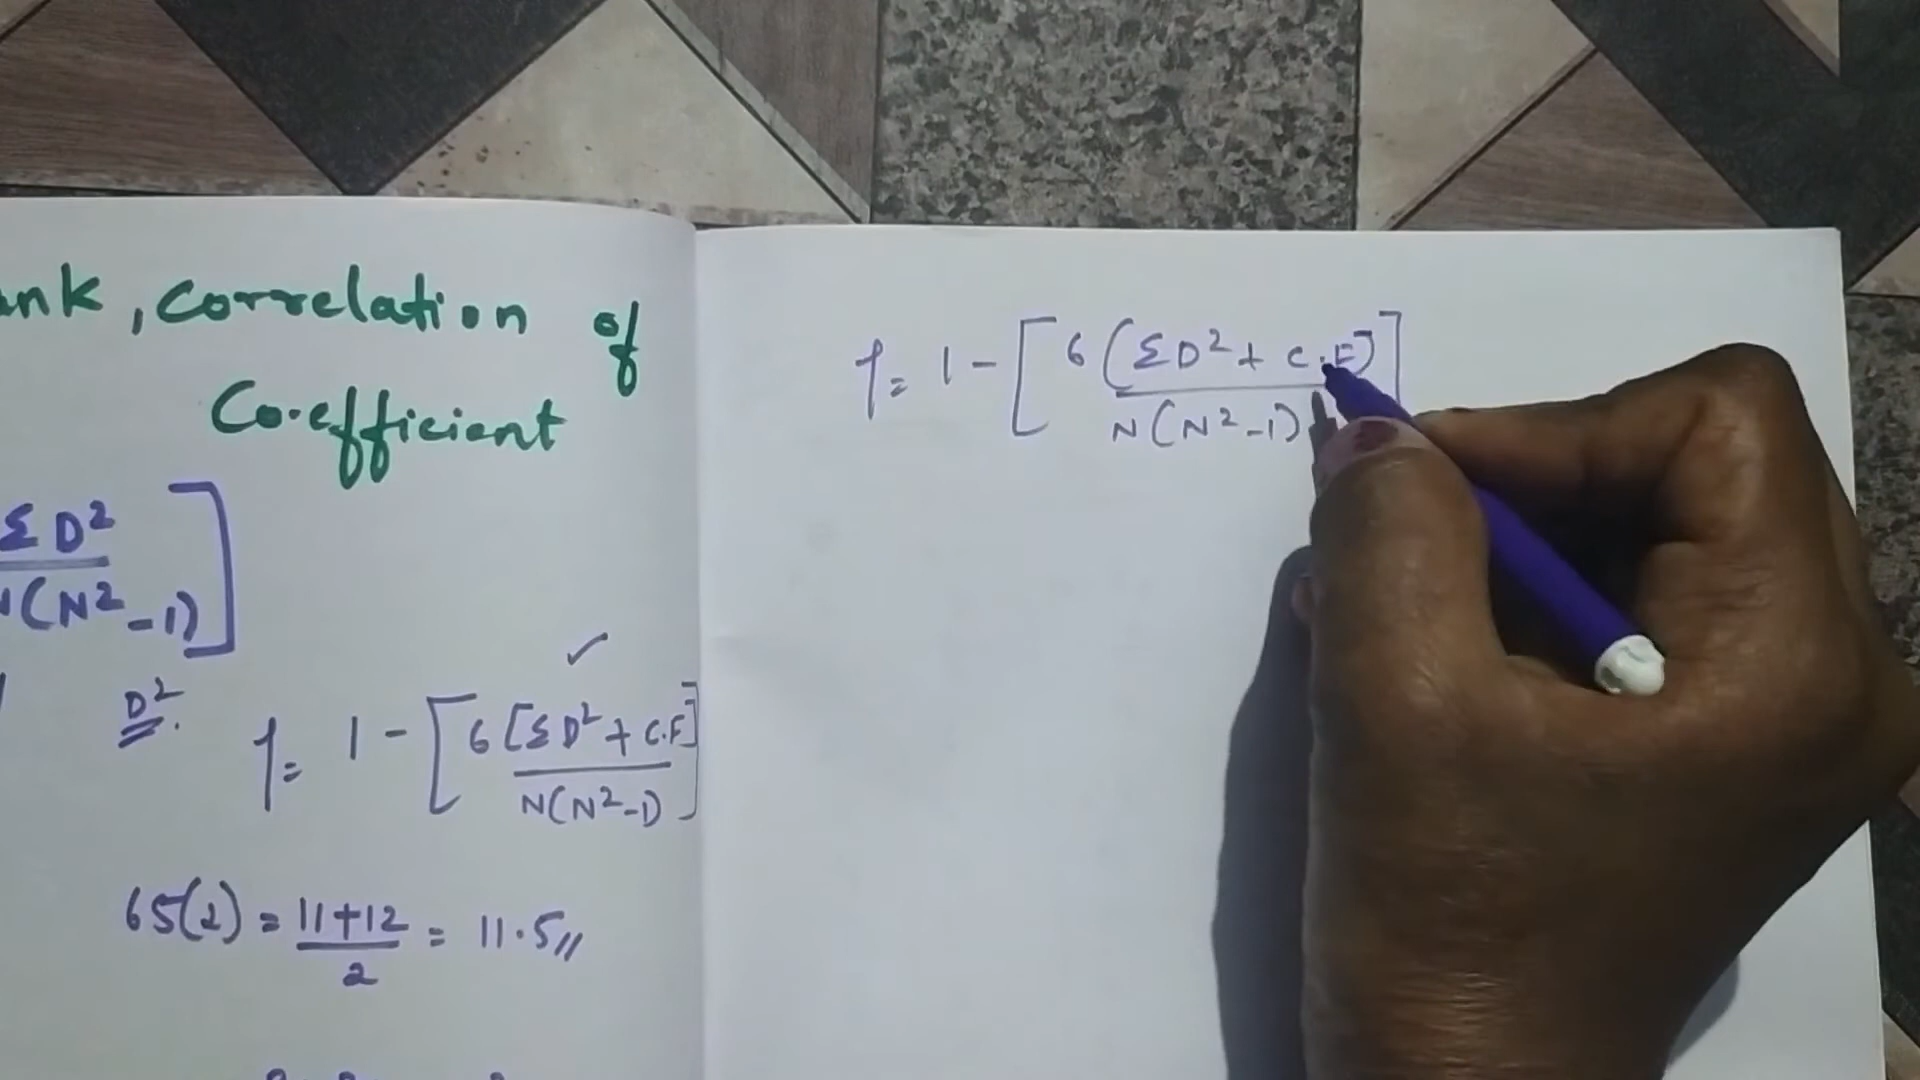 , correlation of
Co.efficient
ΣD²
(N²-1)]
D².
ρ= 1-[6[ΣD²+C.F]
N(N²-1)]
65(2) = 11+12 = 11.5//
2
ρ= 1-[6(ΣD²+C.F)]
N(N²-1)